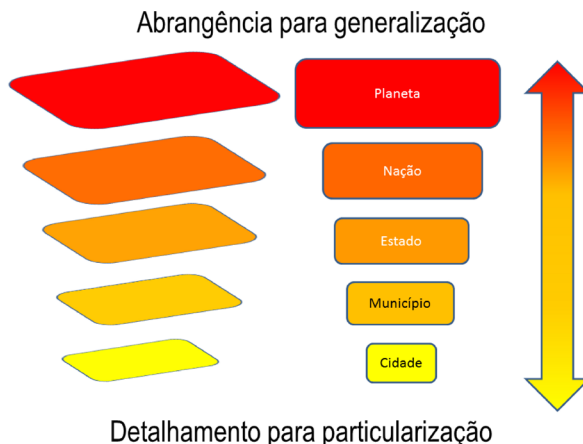 Abrangência para generalização
Planeta
Nação
Estado
Município
Cidade
Detalhamento para particularização